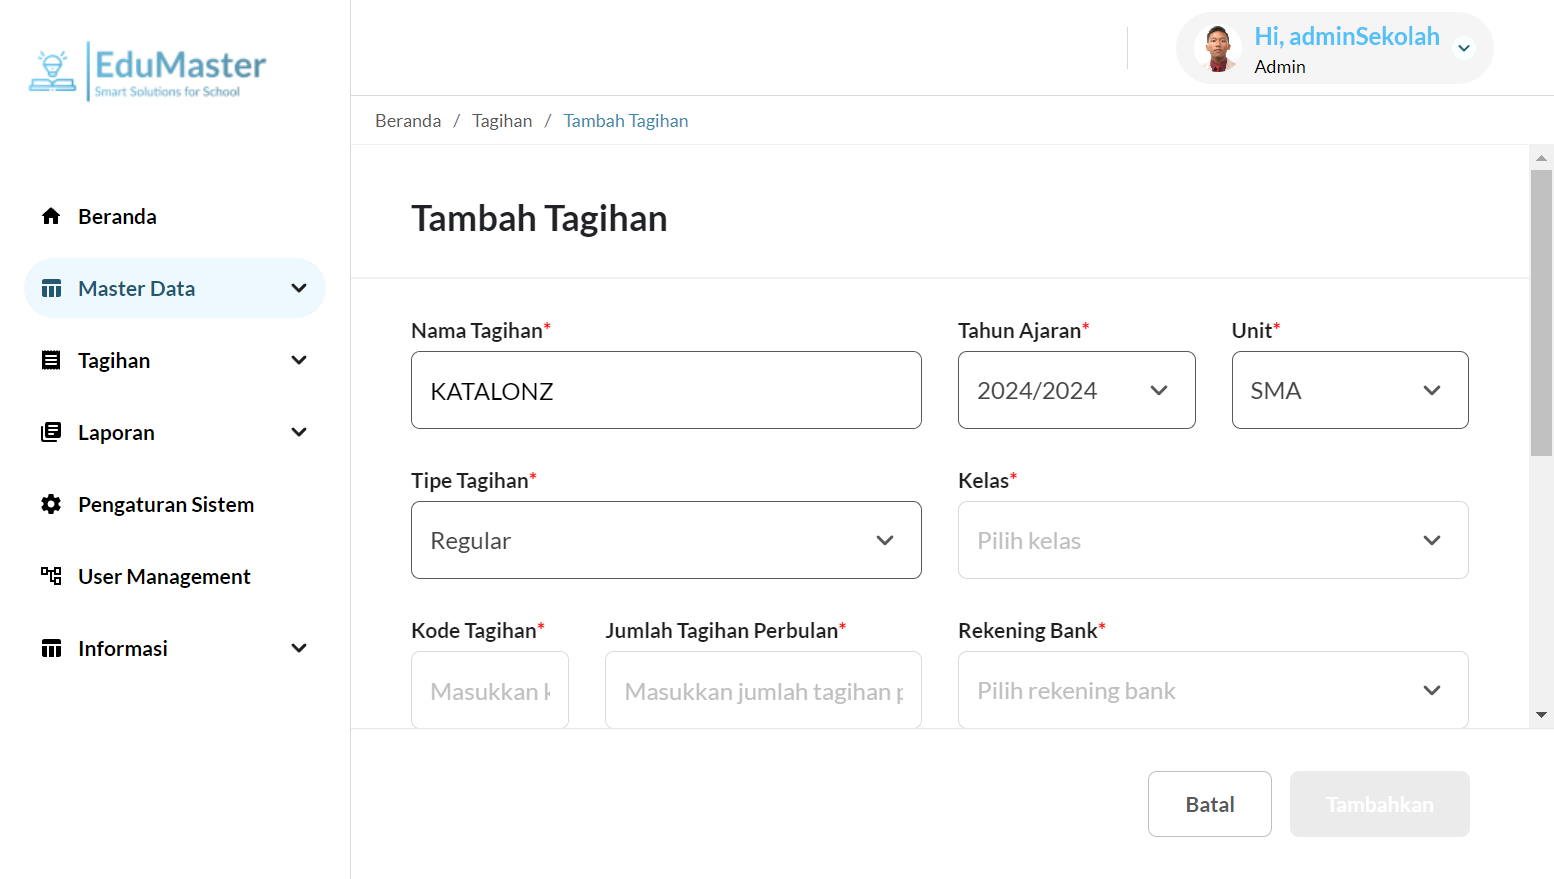 EduMaster
Smart Solutions for School
Hi, adminSekolah
Admin
Beranda / Tagihan / Tambah Tagihan
Beranda
Master Data
Tagihan
Laporan
Pengaturan Sistem
User Management
Informasi
Tambah Tagihan
Nama Tagihan* Tahun Ajaran* Unit*
KATALONZ 2024/2024 SMA
Tipe Tagihan* Kelas*
Regular Pilih kelas
Kode Tagihan* Jumlah Tagihan Perbulan* Rekening Bank*
Masukkan Masukkan jumlah tagihan Pilih rekening bank
Batal Tambahkan